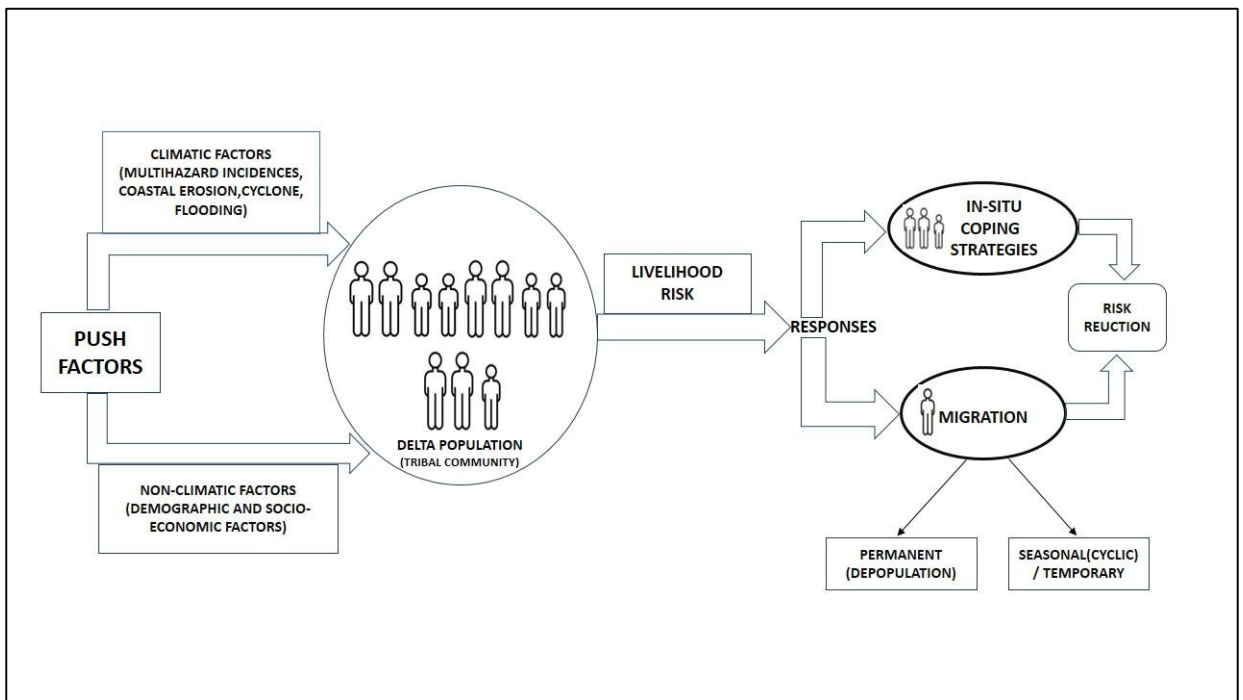 CLIMATIC FACTORS
(MULTIHAZARD INCIDENCES,
COASTAL EROSION,CYCLONE,
FLOODING)
PUSH
FACTORS
NON-CLIMATIC FACTORS
(DEMOGRAPHIC AND SOCIO-
ECONOMIC FACTORS)
DELTA POPULATION
(TRIBAL COMMUNITY)
LIVELIHOOD
RISK
RESPONSES
IN-SITU
COPING
STRATEGIES
MIGRATION
RISK
REUCTION
PERMANENT
(DEPOPULATION)
SEASONAL(CYCLIC)
/ TEMPORARY